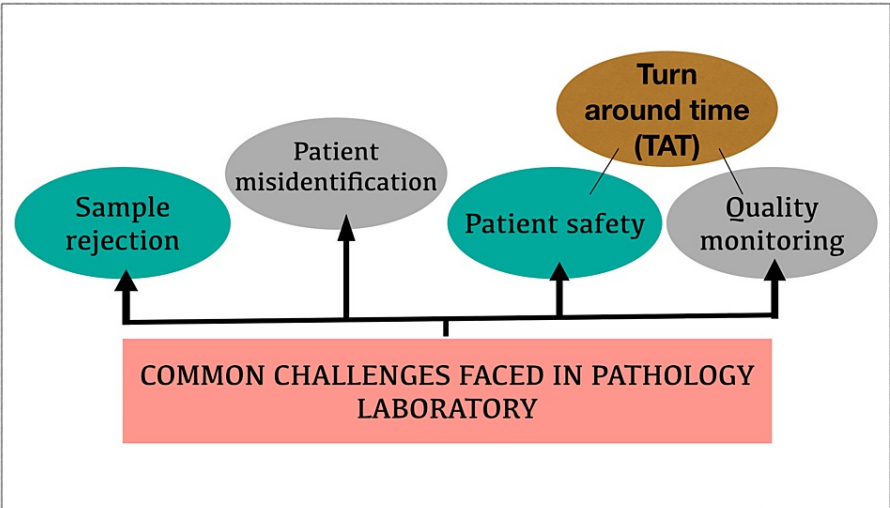 Turn
around time
(TAT)
Patient
misidentification
Sample
rejection
Patient safety
Quality
monitoring
COMMON CHALLENGES FACED IN PATHOLOGY
LABORATORY